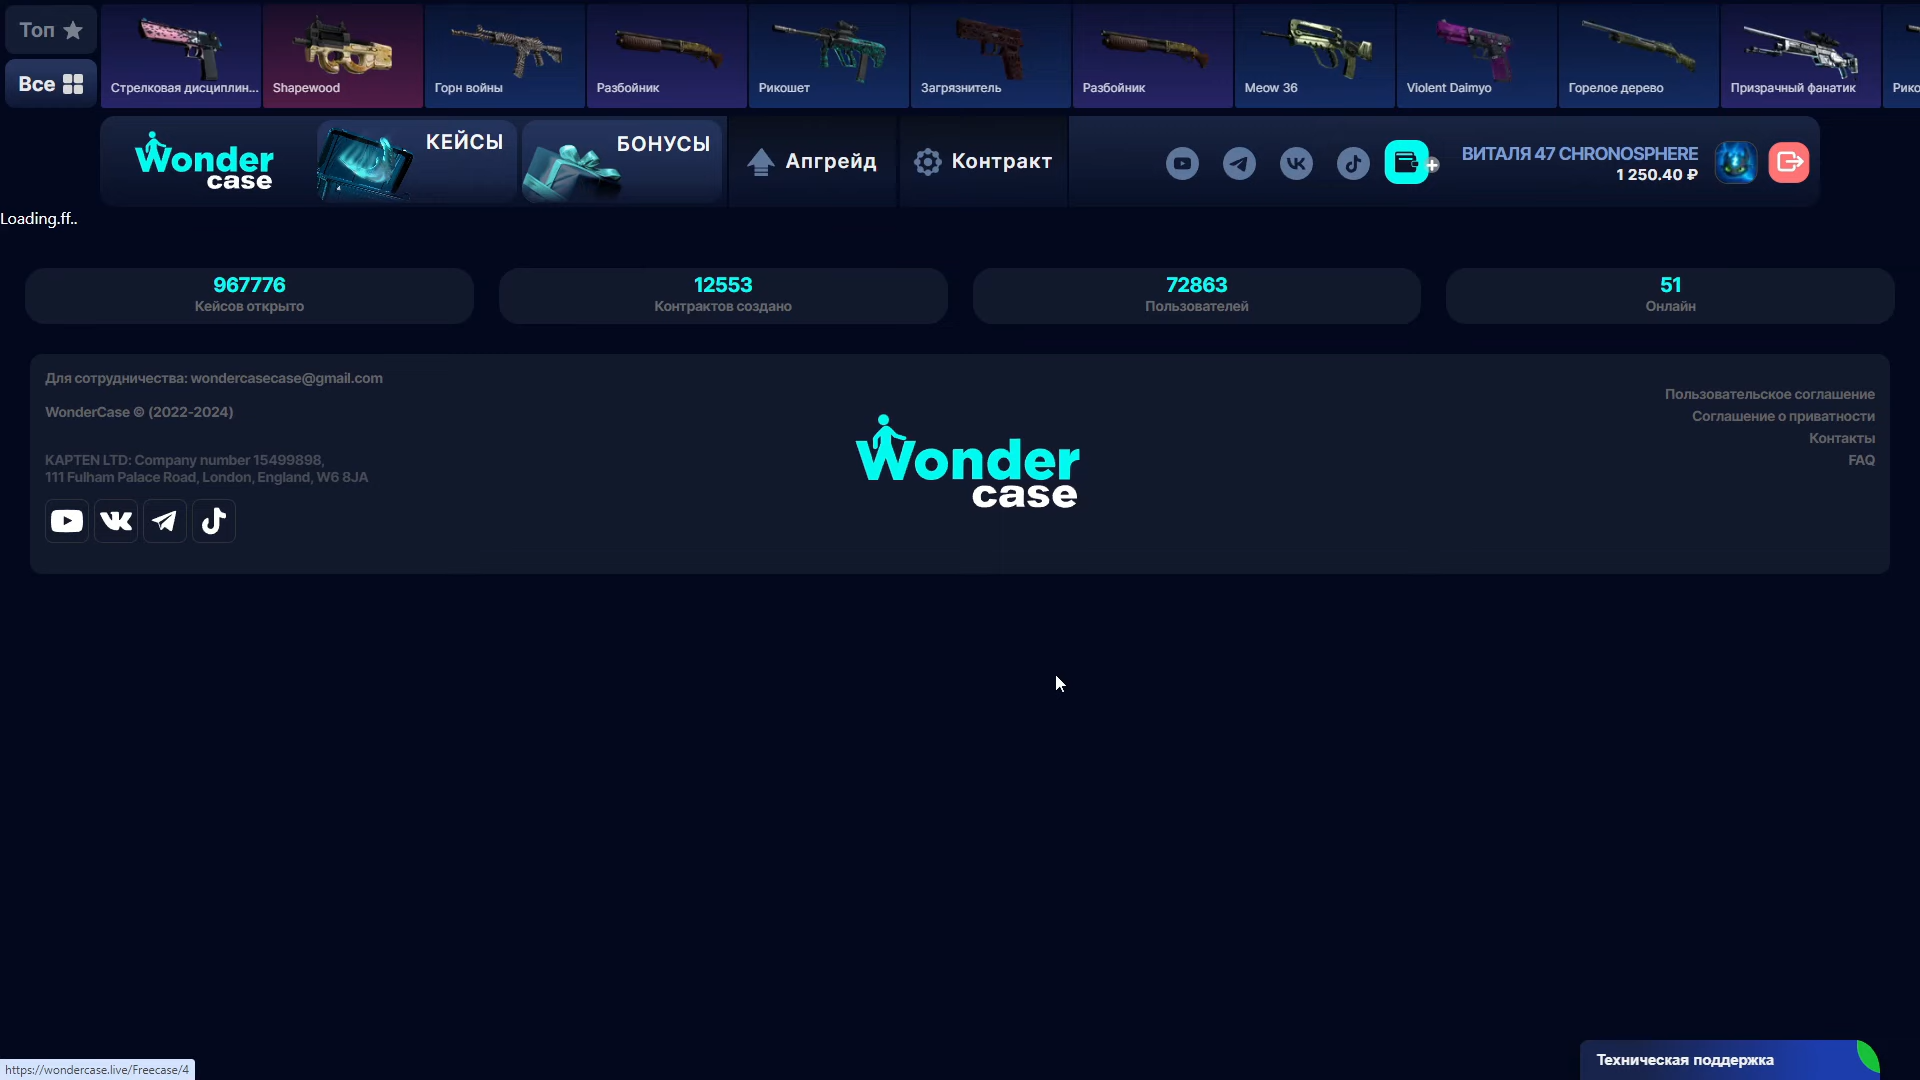 Топ
Все
Стрелковая дисциплин...
Shapewood
Горн войны
Разбойник
Рикошет
Загрязнитель
Разбойник
Meow 36
Violent Daimyo
Горелое дерево
Призрачный фанатик
Рико
Wonder
case
КЕЙСЫ
БОНУСЫ
Апгрейд
Контракт
ВИТАЛЯ 47 CHRONOSPHERE
1 250.40 ₽
Loading.ff..
967776
Кейсов открыто
12553
Контрактов создано
72863
Пользователей
51
Онлайн
Для сотрудничества: wondercasecase@gmail.com
WonderCase © (2022-2024)
KAPTEN LTD: Company number 15499898,
111 Fulham Palace Road, London, England, W6 8JA
Wonder
case
Пользовательское соглашение
Соглашение о приватности
Контакты
FAQ
https://wondercase.live/Freecase/4
Техническая поддержка